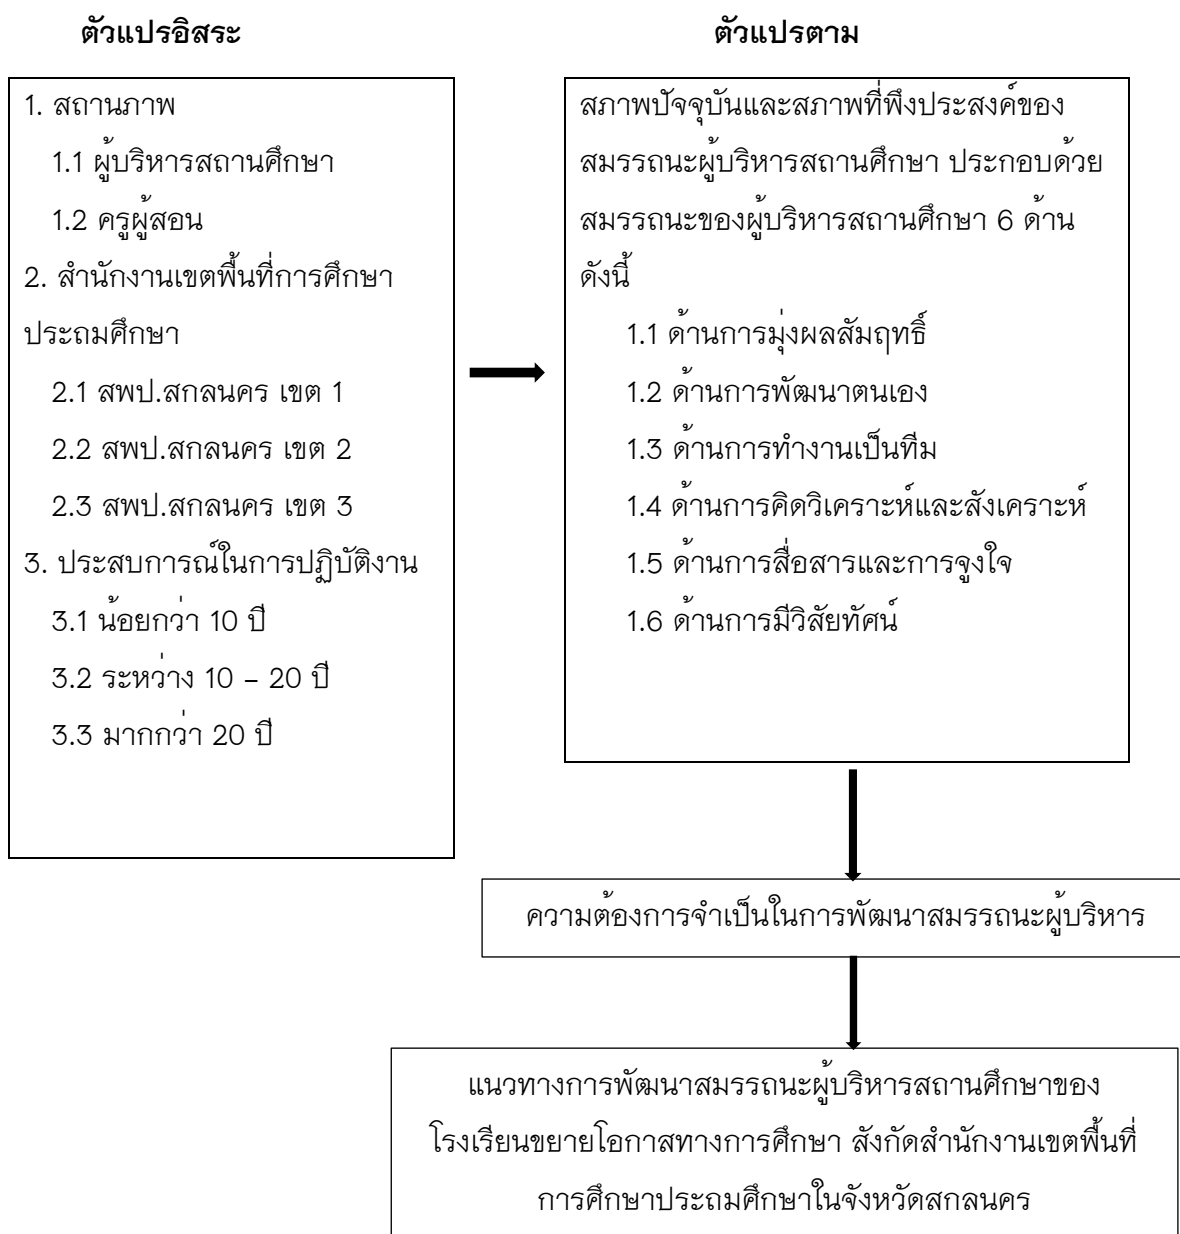 ตัวแปรอิสระ
ตัวแปรตาม
1. สถานภาพ
1.1 ผู้บริหารสถานศึกษา
1.2 ครูผู้สอน
2. สำนักงานเขตพื้นที่การศึกษา
ประถมศึกษา
2.1 สพป.สกลนคร เขต 1
2.2 สพป.สกลนคร เขต 2
2.3 สพป.สกลนคร เขต 3
3. ประสบการณ์ในการปฏิบัติงาน
3.1 น้อยกว่า 10 ปี
3.2 ระหว่าง 10 – 20 ปี
3.3 มากกว่า 20 ปี
สภาพปัจจุบันและสภาพที่พึงประสงค์ของ
สมรรถนะผู้บริหารสถานศึกษา ประกอบด้วย
สมรรถนะของผู้บริหารสถานศึกษา 6 ด้าน
ดังนี้
1.1 ด้านการมุ่งผลสัมฤทธิ์
1.2 ด้านการพัฒนาตนเอง
1.3 ด้านการทำงานเป็นทีม
1.4 ด้านการคิดวิเคราะห์และสังเคราะห์
1.5 ด้านการสื่อสารและการจูงใจ
1.6 ด้านการมีวิสัยทัศน์
ความต้องการจำเป็นในการพัฒนาสมรรถนะผู้บริหาร
แนวทางการพัฒนาสมรรถนะผู้บริหารสถานศึกษาของ
โรงเรียนขยายโอกาสทางการศึกษา สังกัดสำนักงานเขตพื้นที่
การศึกษาประถมศึกษาในจังหวัดสกลนคร